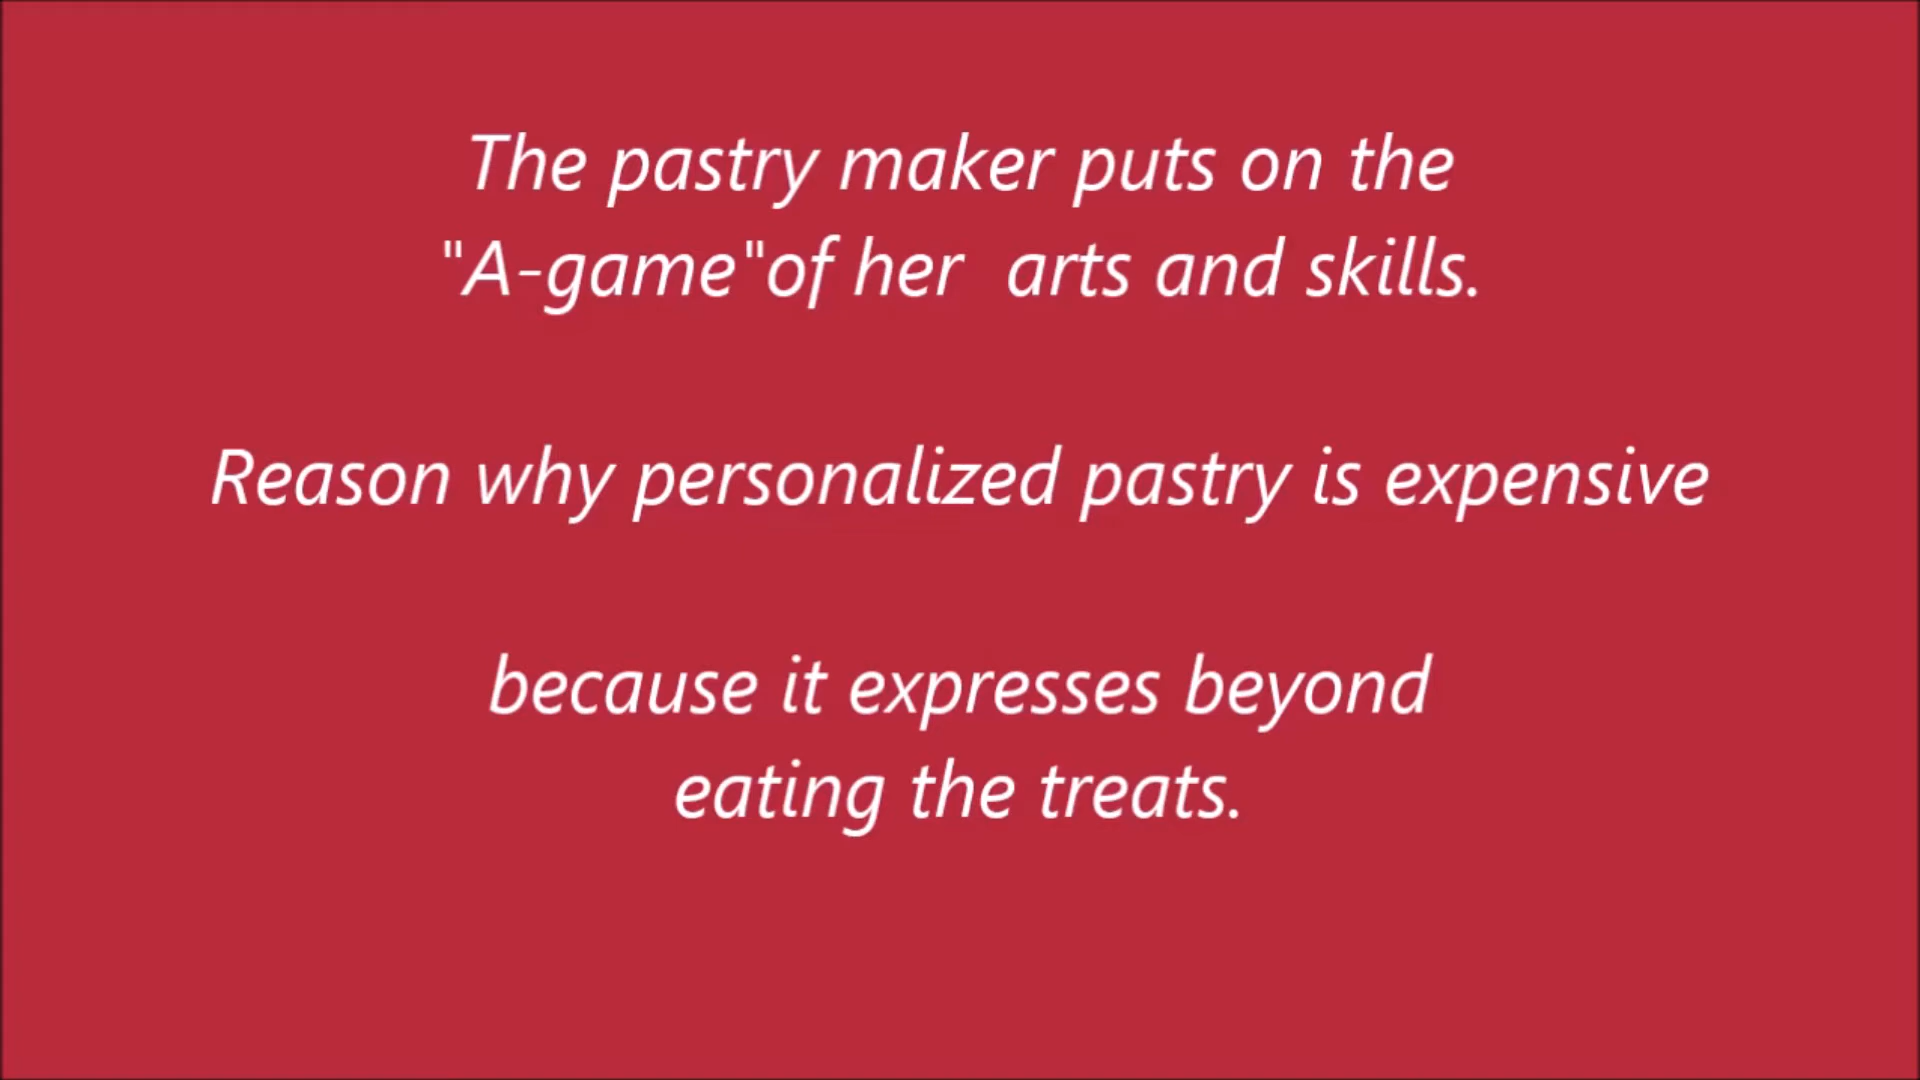 The pastry maker puts on the
"A-game"of her  arts and skills.
Reason why personalized pastry is expensive
because it expresses beyond
eating the treats.